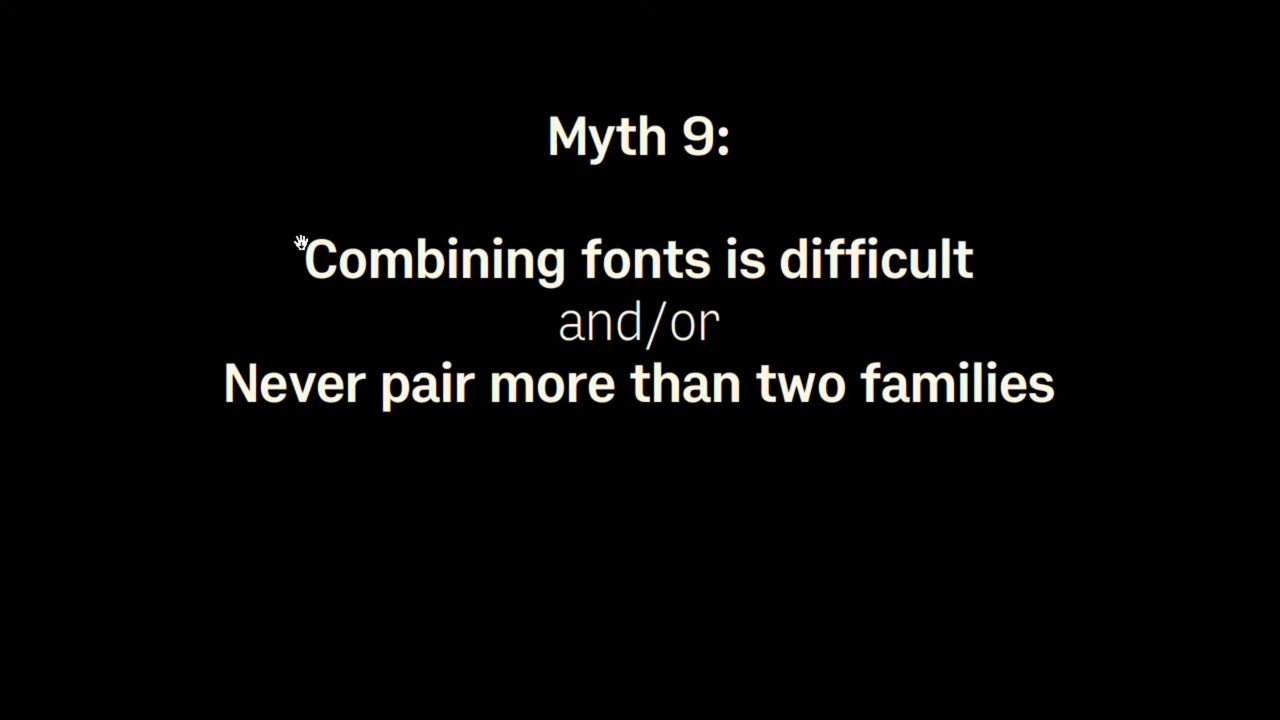 Myth 9:
Combining fonts is difficult
and/or
Never pair more than two families